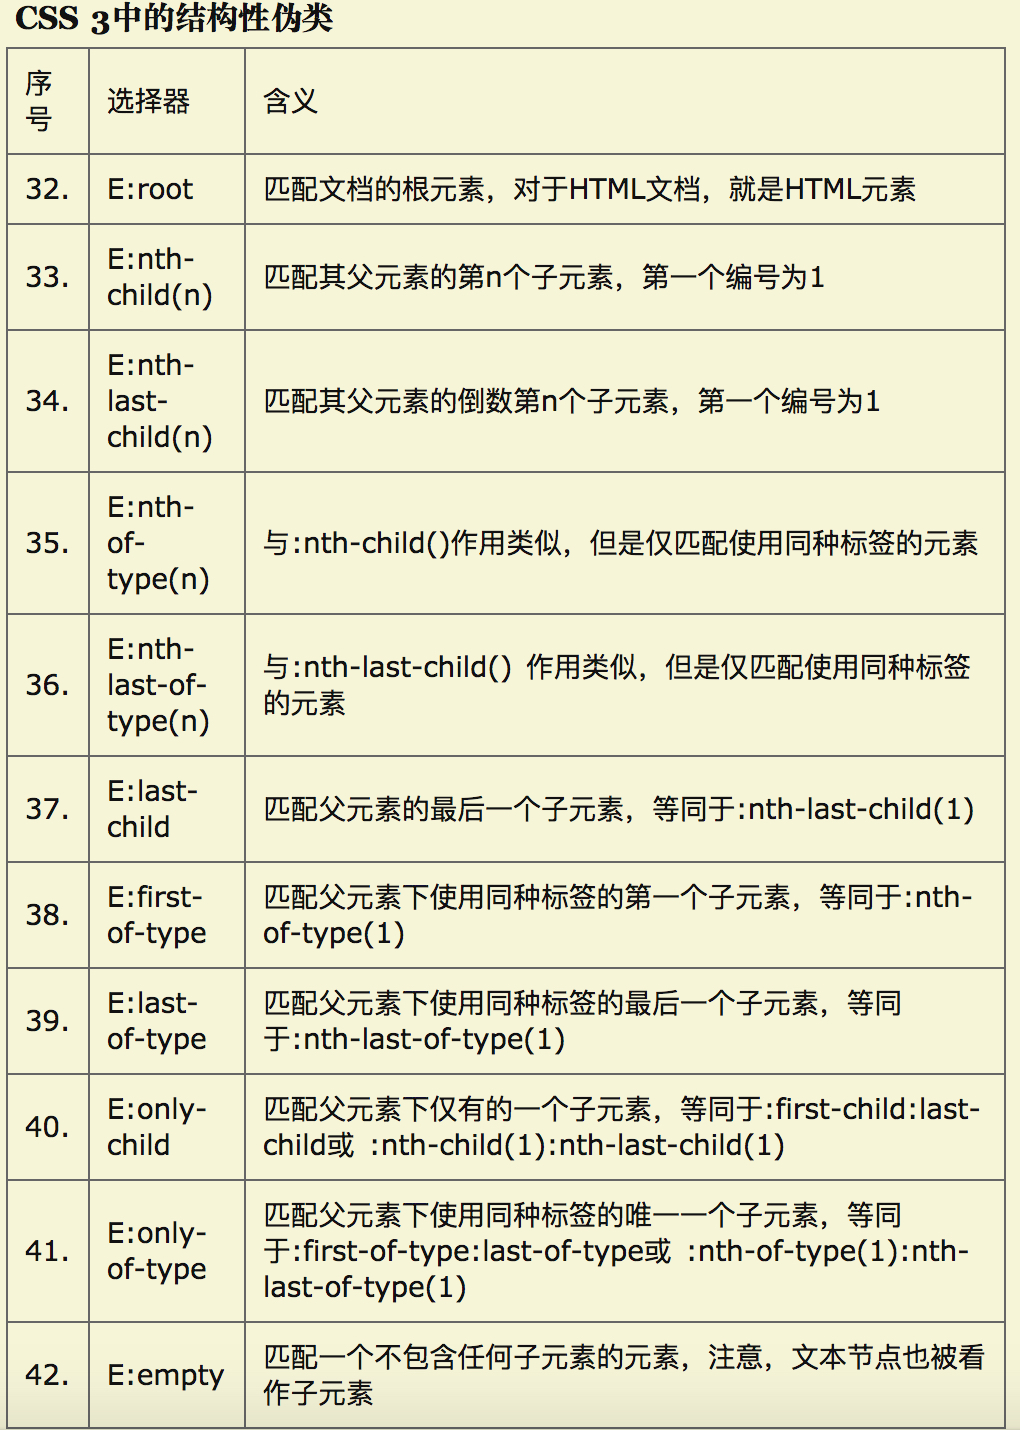 CSS 3中的结构性伪类
序
号
选择器
含义
32.
E:root
匹配文档的根元素，对于HTML文档，就是HTML元素
33.
E:nth-
child(n)
匹配其父元素的第n个子元素，第一个编号为1
34.
E:nth-
last-
child(n)
匹配其父元素的倒数第n个子元素，第一个编号为1
35.
E:nth-
of-
type(n)
与:nth-child()作用类似，但是仅匹配使用同种标签的元素
36.
E:nth-
last-of-
type(n)
与:nth-last-child() 作用类似，但是仅匹配使用同种标签
的元素
37.
E:last-
child
匹配父元素的最后一个子元素，等同于:nth-last-child(1)
38.
E:first-
of-type
匹配父元素下使用同种标签的第一个子元素，等同于:nth-
of-type(1)
39.
E:last-
of-type
匹配父元素下使用同种标签的最后一个子元素，等同
于:nth-last-of-type(1)
40.
E:only-
child
匹配父元素下仅有的一个子元素，等同于:first-child:last-
child或 :nth-child(1):nth-last-child(1)
41.
E:only-
of-type
匹配父元素下使用同种标签的唯一一个子元素，等同
于:first-of-type:last-of-type或 :nth-of-type(1):nth-
last-of-type(1)
42.
E:empty
匹配一个不包含任何子元素的元素，注意，文本节点也被看
作子元素